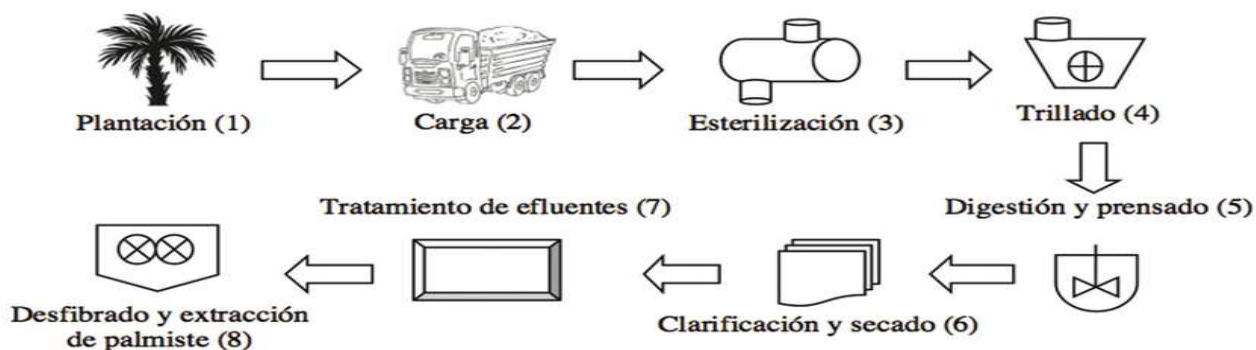 Plantación (1)
Carga (2)
Esterilización (3)
Trillado (4)
Digestión y prensado (5)
Clarificación y secado (6)
Tratamiento de efluentes (7)
Desfibrado y extracción
de palmiste (8)